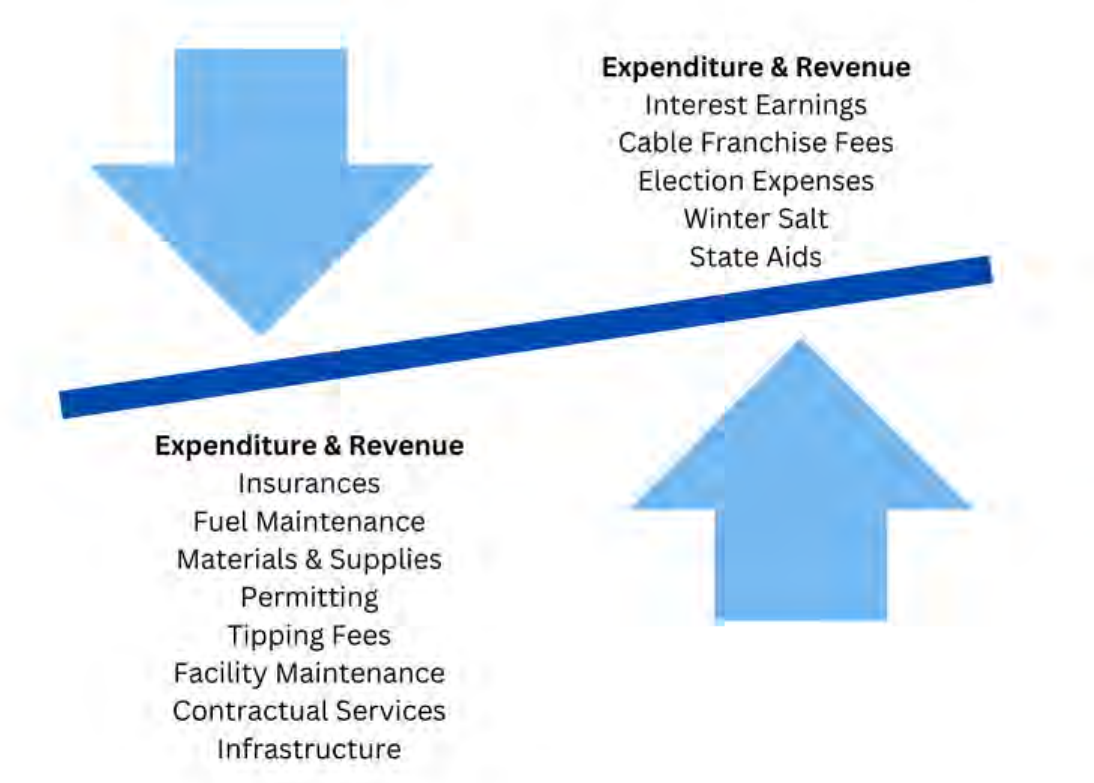 Expenditure & Revenue
Interest Earnings
Cable Franchise Fees
Election Expenses
Winter Salt
State Aids
Expenditure & Revenue
Insurances
Fuel Maintenance
Materials & Supplies
Permitting
Tipping Fees
Facility Maintenance
Contractual Services
Infrastructure